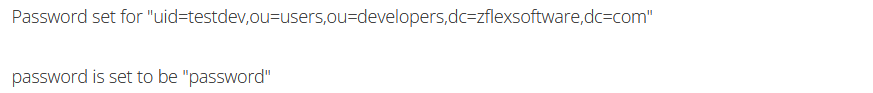 Password set for "uid=testdev,ou=users,ou=developers,dc=zflexsoftware,dc=com"
password is set to be "password"